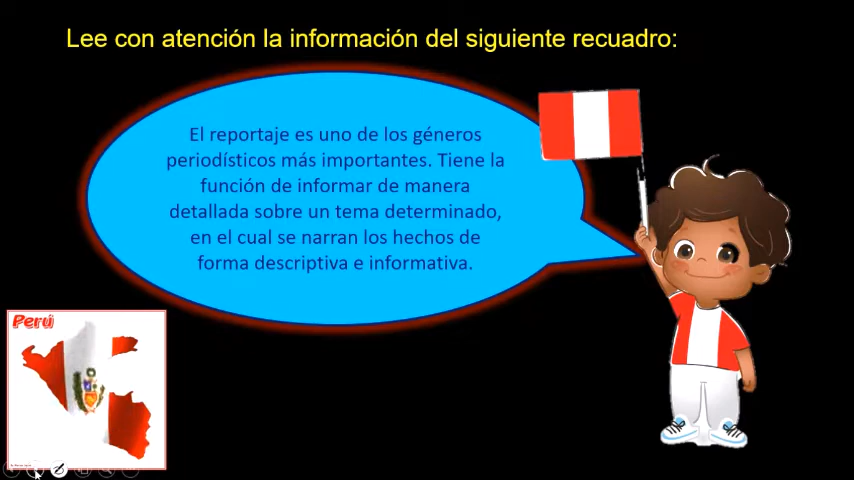 Lee con atención la información del siguiente recuadro:
El reportaje es uno de los géneros
periodísticos más importantes. Tiene la
función de informar de manera
detallada sobre un tema determinado,
en el cual se narran los hechos de
forma descriptiva e informativa.
Perú